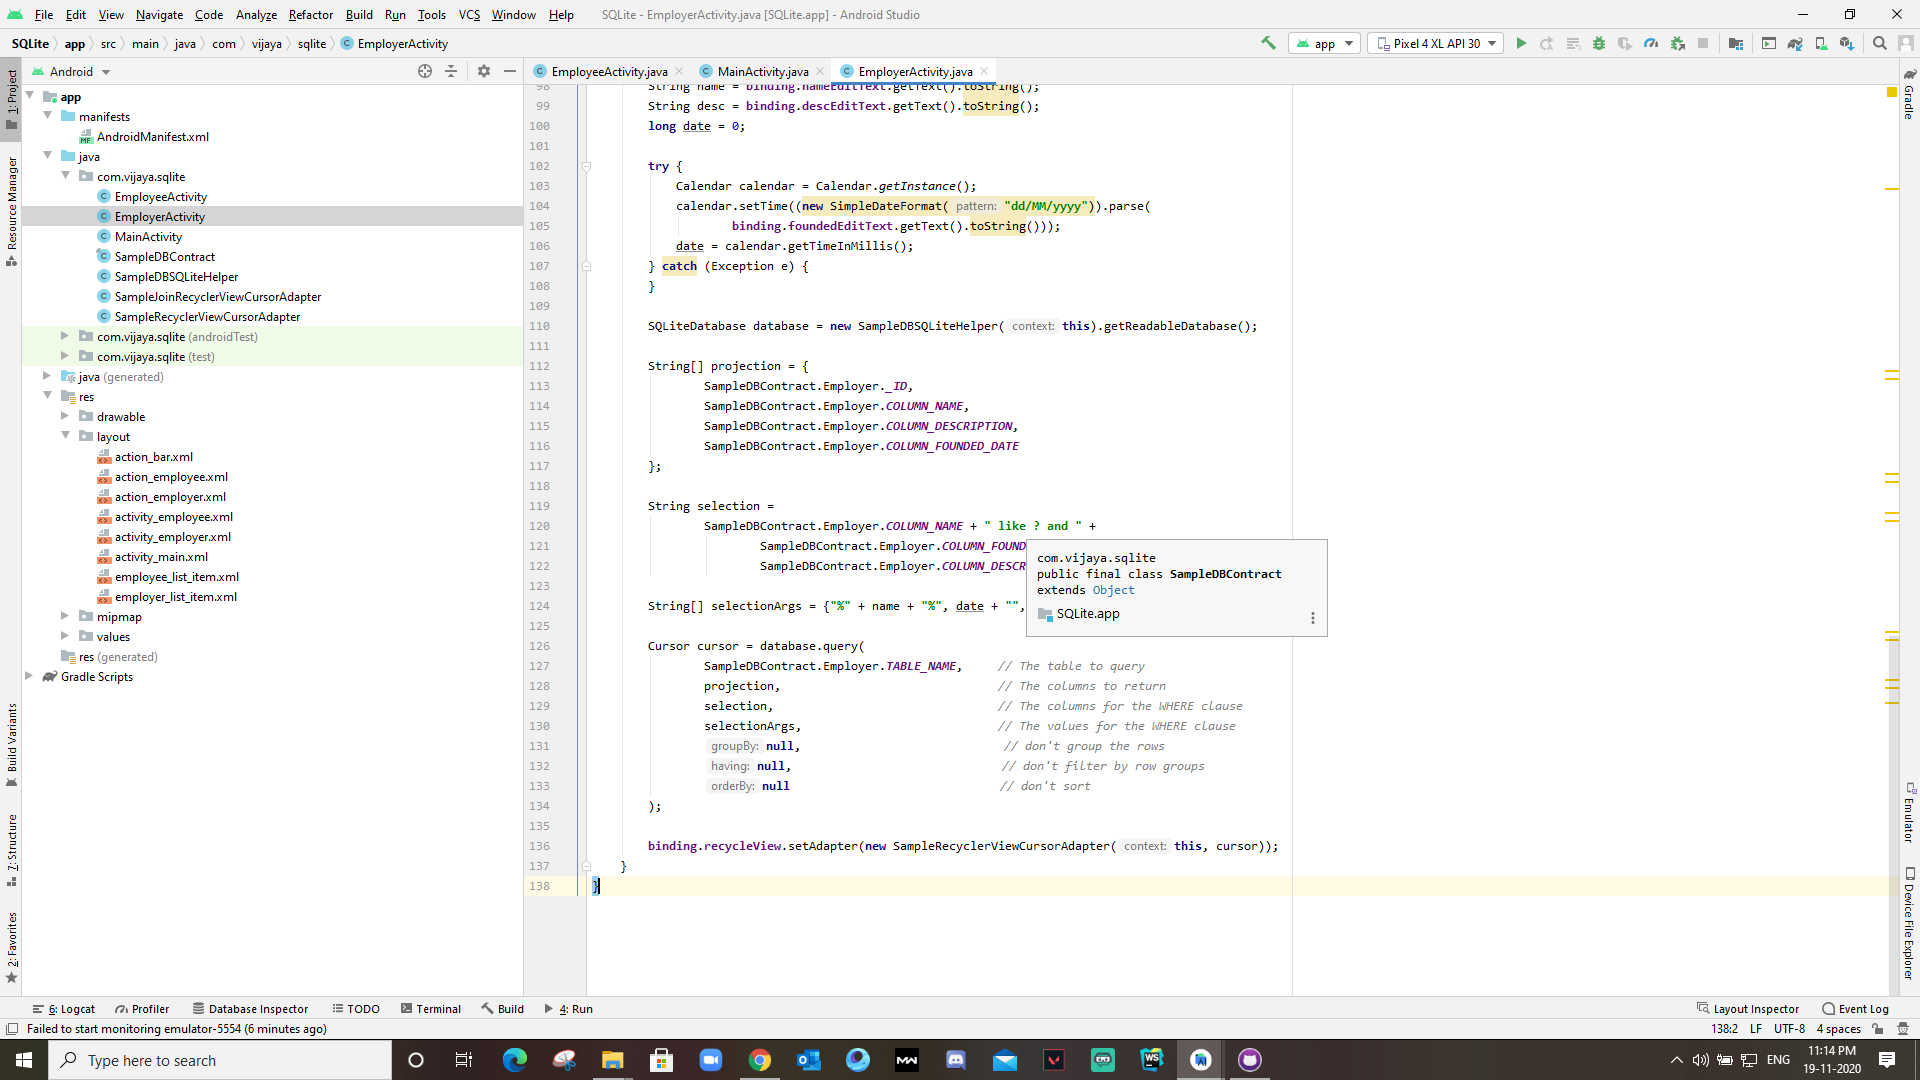 File Edit View Navigate Code Analyze Refactor Build Run Tools VCS Window Help SQLite - EmployerActivity.java [SQLite.app] - Android Studio
SQLite app src main java com vijaya sqlite EmployerActivity
app Pixel 4 XL API 30
Android
EmployeeActivity.java MainActivity.java EmployerActivity.java
1: Project
Resource Manager
Build Variants
7: Structure
2: Favorites
app
manifests
AndroidManifest.xml
java
com.vijaya.sqlite
EmployeeActivity
EmployerActivity
MainActivity
SampleDBContract
SampleDBSQLiteHelper
SampleJoinRecyclerViewCursorAdapter
SampleRecyclerViewCursorAdapter
com.vijaya.sqlite (androidTest)
com.vijaya.sqlite (test)
java (generated)
res
drawable
layout
action_bar.xml
action_employee.xml
action_employer.xml
activity_employee.xml
activity_employer.xml
activity_main.xml
employee_list_item.xml
employer_list_item.xml
mipmap
values
res (generated)
Gradle Scripts
98 String name = binding.nameEditText.getText().toString();
99 String desc = binding.descEditText.getText().toString();
100 long date = 0;
101
102 try {
103 Calendar calendar = Calendar.getInstance();
104 calendar.setTime((new SimpleDateFormat( pattern: "dd/MM/yyyy")).parse(
105 binding.foundedEditText.getText().toString()));
106 date = calendar.getTimeInMillis();
107 } catch (Exception e) {
108 }
109
110 SQLiteDatabase database = new SampleDBSQLiteHelper( context: this).getReadableDatabase();
111
112 String[] projection = {
113 SampleDBContract.Employer._ID,
114 SampleDBContract.Employer.COLUMN_NAME,
115 SampleDBContract.Employer.COLUMN_DESCRIPTION,
116 SampleDBContract.Employer.COLUMN_FOUNDED_DATE
117 };
118
119 String selection =
120 SampleDBContract.Employer.COLUMN_NAME + " like ? and " +
121 SampleDBContract.Employer.COLUMN_FOUND
122 SampleDBContract.Employer.COLUMN_DESCR
123
124 String[] selectionArgs = {"%" + name + "%", date + "",
125
126 Cursor cursor = database.query(
127 SampleDBContract.Employer.TABLE_NAME, // The table to query
128 projection, // The columns to return
129 selection, // The columns for the WHERE clause
130 selectionArgs, // The values for the WHERE clause
131 groupBy: null, // don't group the rows
132 having: null, // don't filter by row groups
133 orderBy: null // don't sort
134 );
135
136 binding.recycleView.setAdapter(new SampleRecyclerViewCursorAdapter( context: this, cursor));
137 }
138 }
com.vijaya.sqlite
public final class SampleDBContract
extends Object
SQLite.app
Gradle
Emulator
Device File Explorer
6: Logcat Profiler Database Inspector TODO Terminal Build 4: Run Layout Inspector Event Log
Failed to start monitoring emulator-5554 (6 minutes ago) 138:2 LF UTF-8 4 spaces
Type here to search
ENG
11:14 PM
19-11-2020